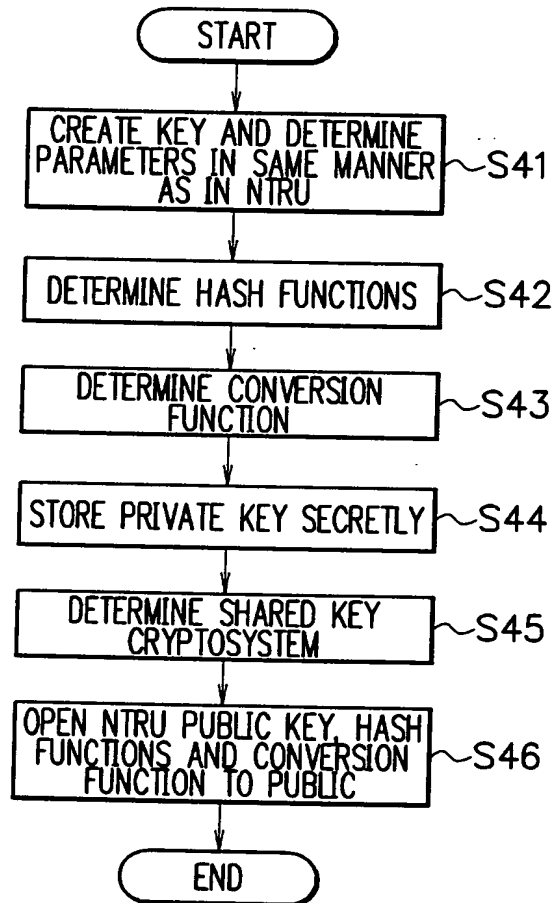 START
CREATE KEY AND DETERMINE
PARAMETERS IN SAME MANNER
AS IN NTRU
S41
DETERMINE HASH FUNCTIONS
S42
DETERMINE CONVERSION
FUNCTION
S43
STORE PRIVATE KEY SECRETLY
S44
DETERMINE SHARED KEY
CRYPTOSYSTEM
S45
OPEN NTRU PUBLIC KEY, HASH
FUNCTIONS AND CONVERSION
FUNCTION TO PUBLIC
S46
END